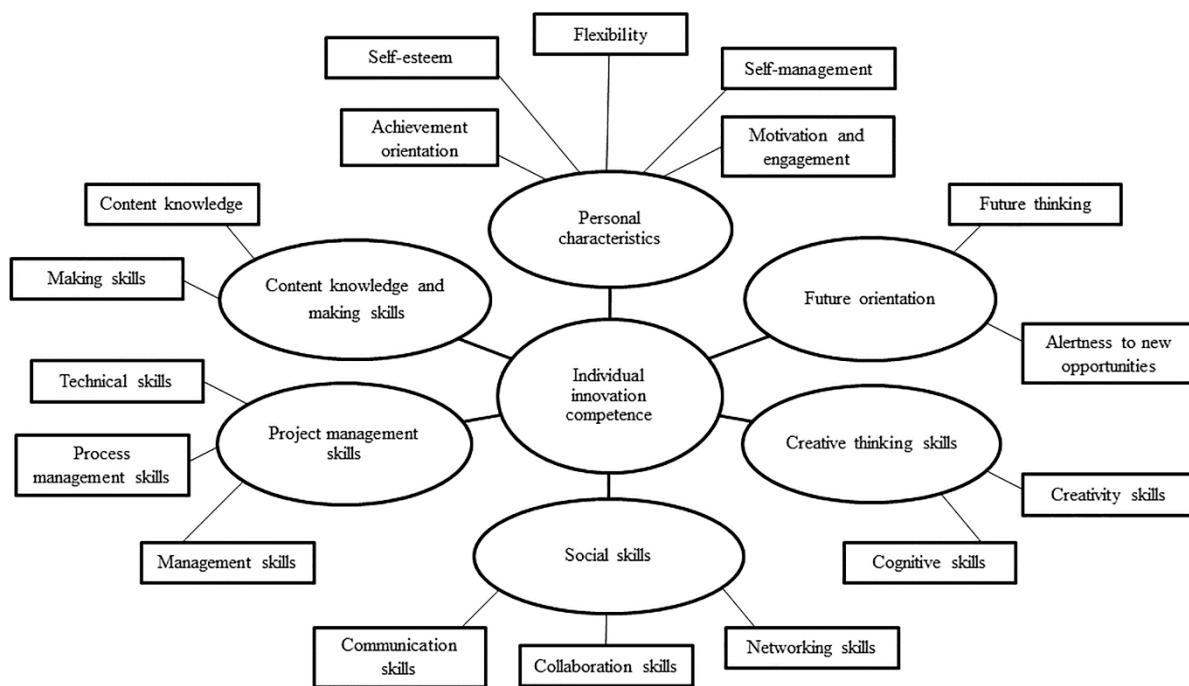 Flexibility
Self-esteem
Self-management
Achievement
orientation
Motivation and
engagement
Content knowledge
Future thinking
Personal
characteristics
Making skills
Content knowledge and
making skills
Future orientation
Alertness to new
opportunities
Technical skills
Individual
innovation
competence
Process
management skills
Project management
skills
Creative thinking skills
Creativity skills
Management skills
Social skills
Cognitive skills
Communication
skills
Collaboration skills
Networking skills